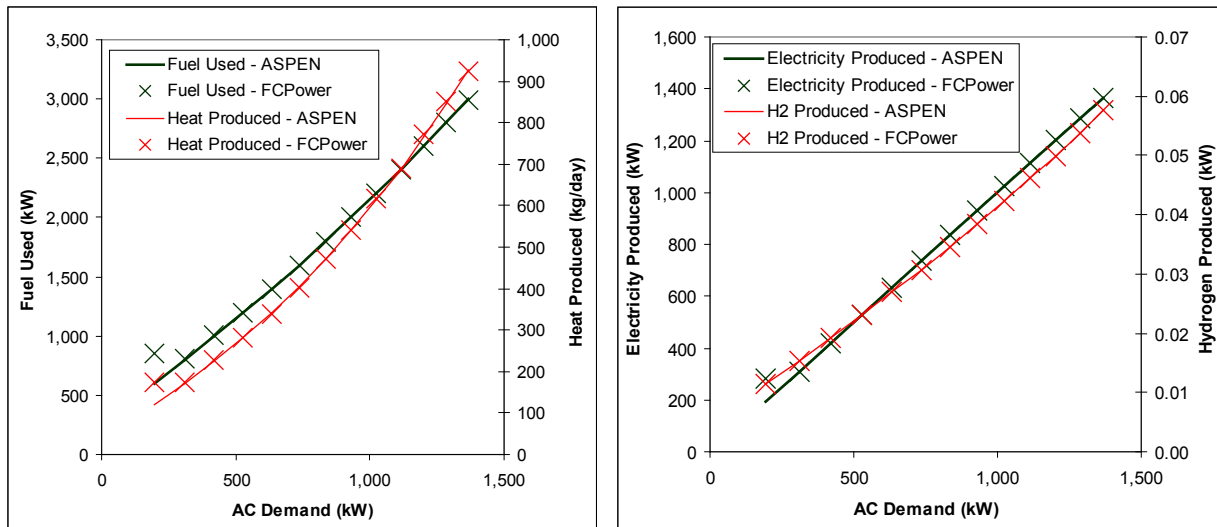 3,500
3,000
2,500
2,000
1,500
1,000
500
0
Fuel Used (kW)
Fuel Used - ASPEN
Fuel Used - FCPower
Heat Produced - ASPEN
Heat Produced - FCPower
1,000
900
800
700
600
500
400
300
200
100
0
Heat Produced (kg/day)
0 500 1,000 1,500
AC Demand (kW)
1,600
1,400
1,200
1,000
800
600
400
200
0
Electricity Produced (kW)
Electricity Produced - ASPEN
Electricity Produced - FCPower
H2 Produced - ASPEN
H2 Produced - FCPower
0.07
0.06
0.05
0.04
0.03
0.02
0.01
0.00
Hydrogen Produced (kW)
0 500 1,000 1,500
AC Demand (kW)